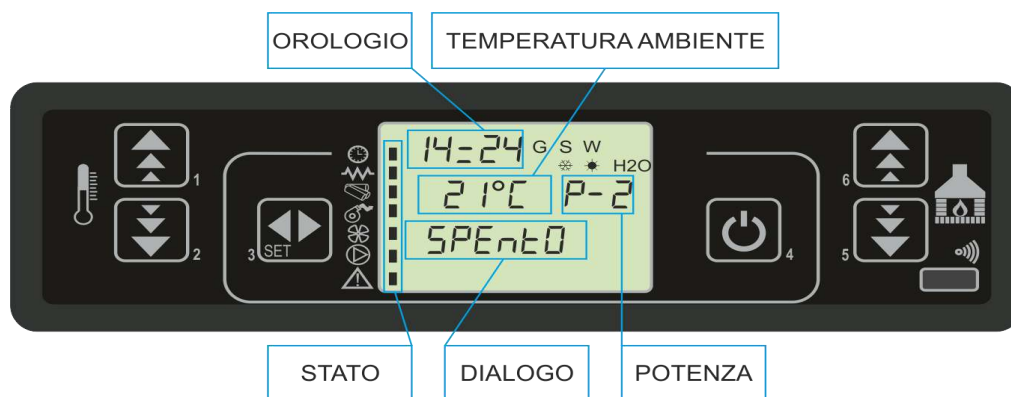 OROLOGIO
TEMPERATURA AMBIENTE
14=24 G S W
H2O
1
6
21°C P-2
SET
3
2
SPEntO
4
5
STATO
DIALOGO
POTENZA